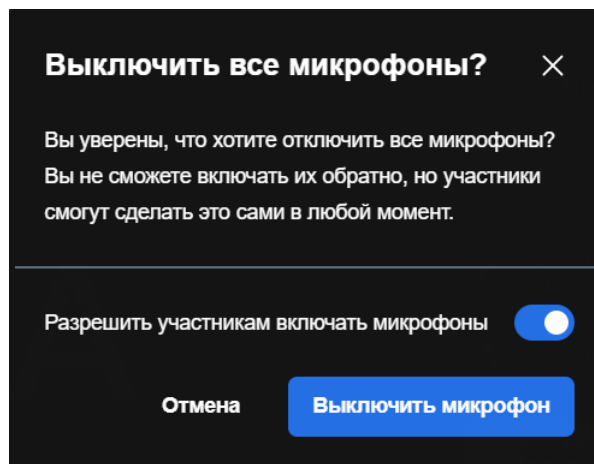 Выключить все микрофоны?
Вы уверены, что хотите отключить все микрофоны?
Вы не сможете включать их обратно, но участники
смогут сделать это сами в любой момент.
Разрешить участникам включать микрофоны
Отмена
Выключить микрофон